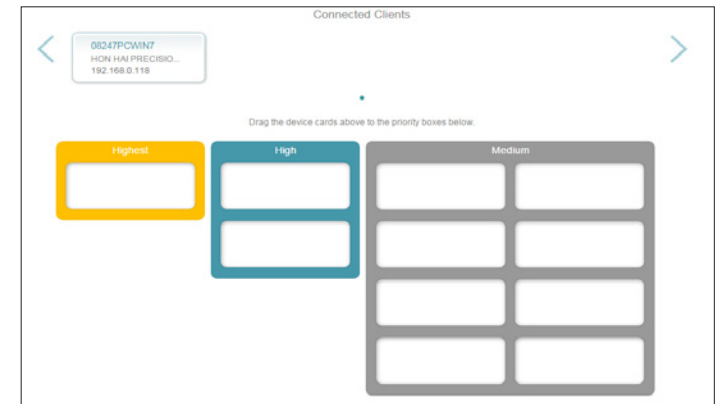 Connected Clients
08247PCWIN7
HON HAI PRECISIO...
192.168.0.118
Drag the device cards above to the priority boxes below.
Highest
High
Medium